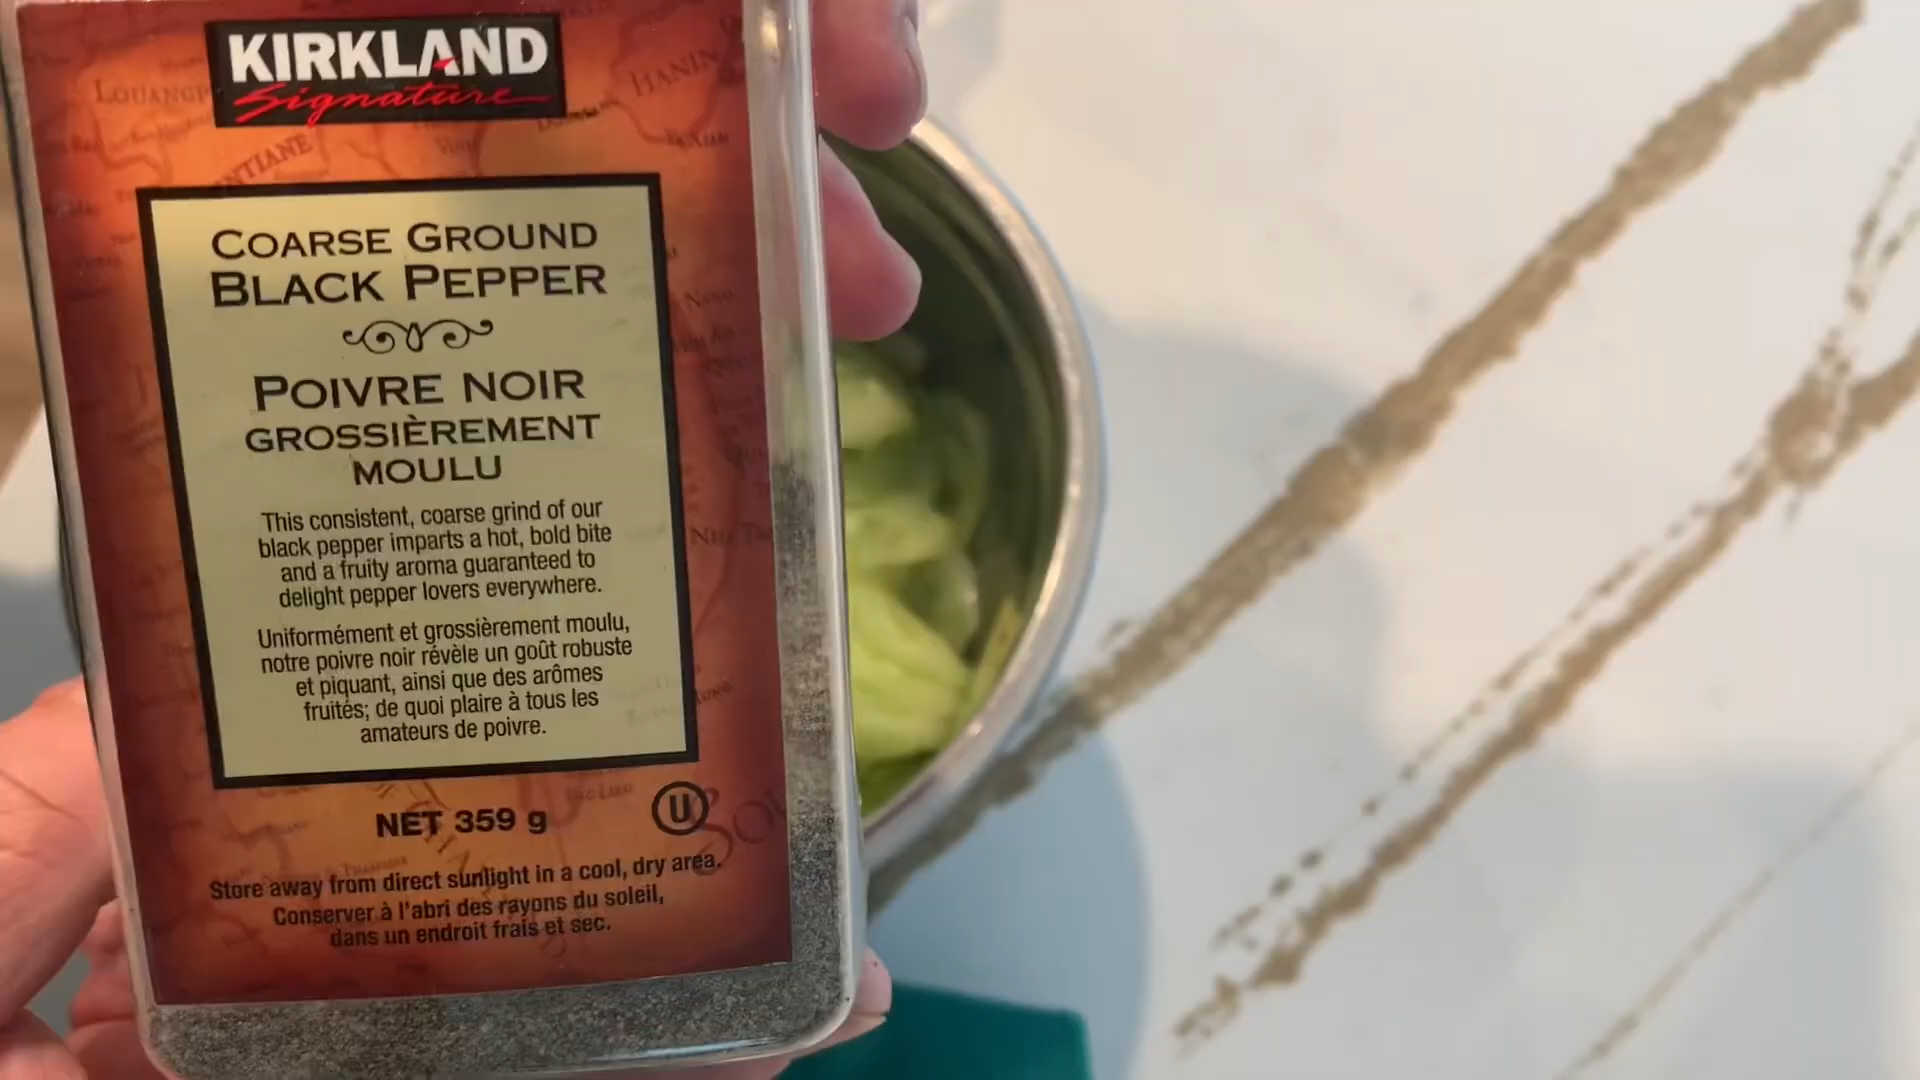 KIRKLAND
Signature
COARSE GROUND
BLACK PEPPER
POIVRE NOIR
GROSSIÈREMENT
MOULU
This consistent, coarse grind of our
black pepper imparts a hot, bold bite
and a fruity aroma guaranteed to
delight pepper lovers everywhere.
Uniformément et grossièrement moulu,
notre poivre noir révèle un goût robuste
et piquant, ainsi que des arômes
fruités; de quoi plaire à tous les
amateurs de poivre.
NET 359 g
U
Store away from direct sunlight in a cool, dry area.
Conserver à l'abri des rayons du soleil,
dans un endroit frais et sec.